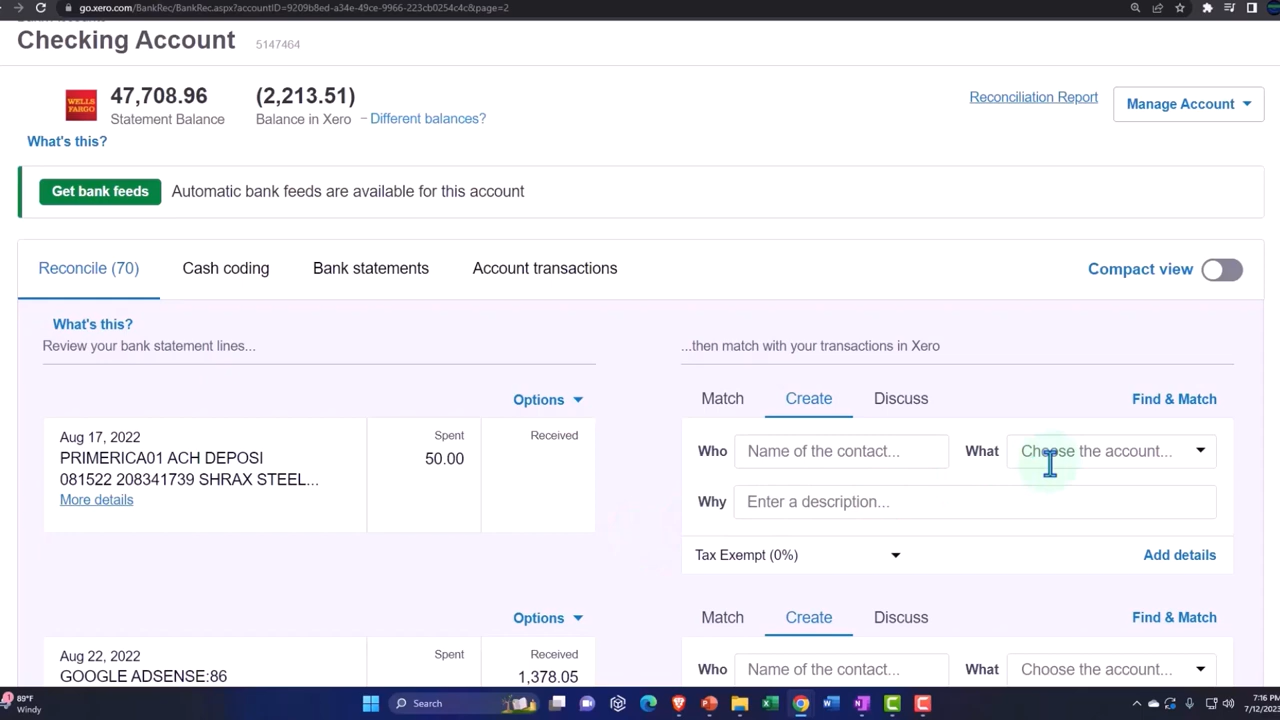 go.xero.com/BankRec/BankRec.aspx?accountID=9209b8ed-a34e-49ce-9966-223cb0254c4c&page=2
Checking Account 5147464
WELLS FARGO
47,708.96 (2,213.51)
Statement Balance Balance in Xero - Different balances?
Reconciliation Report Manage Account
What's this?
Get bank feeds Automatic bank feeds are available for this account
Reconcile (70) Cash coding Bank statements Account transactions Compact view
What's this?
Review your bank statement lines... ...then match with your transactions in Xero
Options Match Create Discuss Find & Match
Aug 17, 2022 Spent Received
PRIMERICA01 ACH DEPOSI 50.00
081522 208341739 SHRAX STEEL...
More details
Who Name of the contact... What Choose the account...
Why Enter a description...
Tax Exempt (0%) Add details
Options Match Create Discuss Find & Match
Aug 22, 2022 Spent Received
GOOGLE ADSENSE:86 1,378.05
Who Name of the contact... What Choose the account...
89°F
Windy
Search
7:16 PM